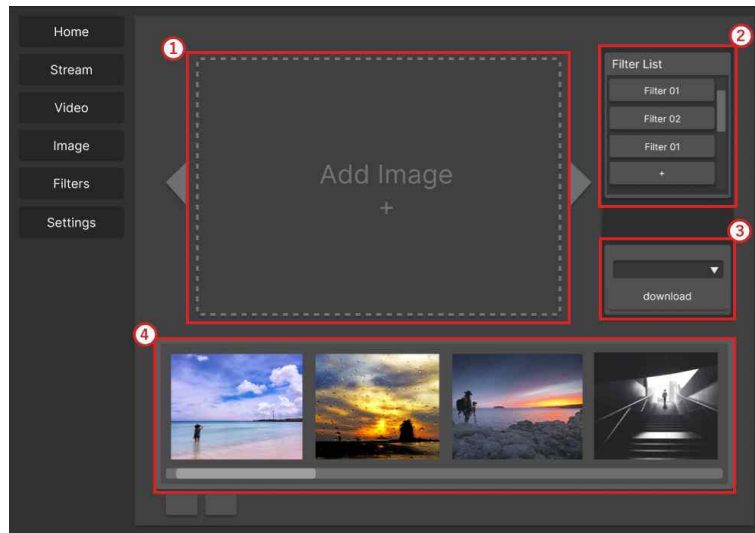 Home
Stream
Video
Image
Filters
Settings
1
Add Image
+
2
Filter List
Filter 01
Filter 02
Filter 01
+
3
download
4